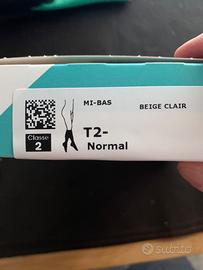 MI-BAS BEIGE CLAIR
Classe
2
T2-
Normal
subito